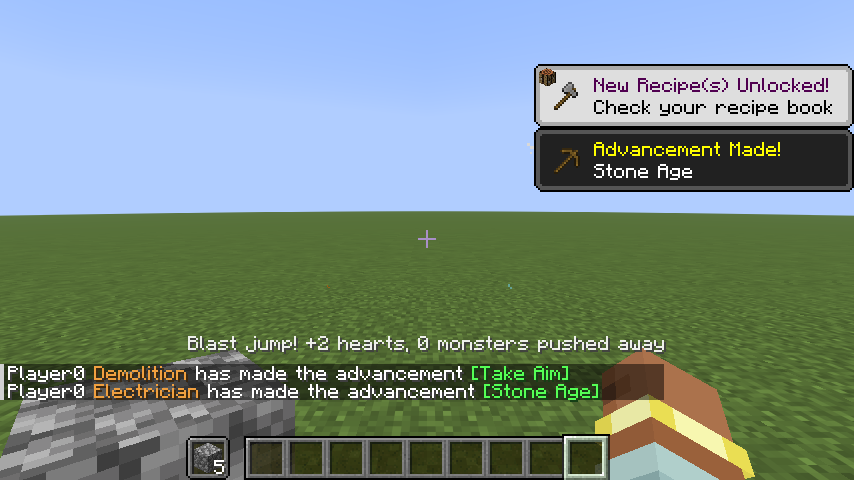 New Recipe(s) Unlocked!
Check your recipe book
Advancement Made!
Stone Age
Blast jump! +2 hearts, 0 monsters pushed away
Player0 Demolition has made the advancement [Take Aim]
Player0 Electrician has made the advancement [Stone Age]
5